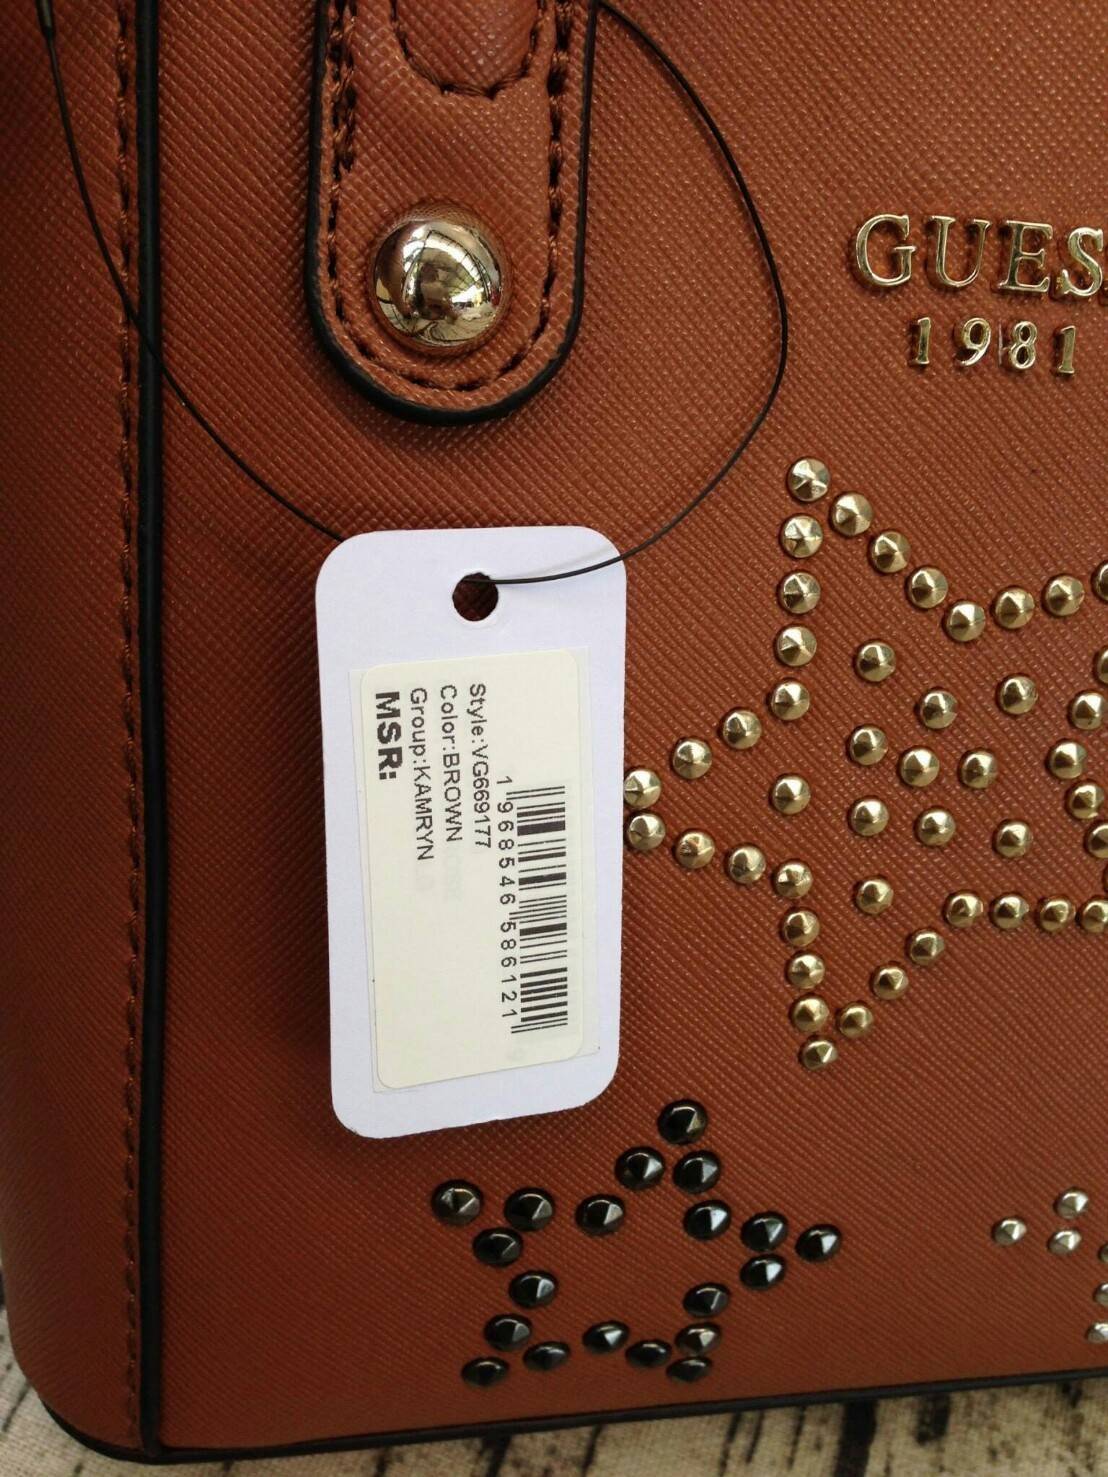 GUES
1981
Style:VG669177
Color:BROWN
Group:KAMRYN
MSR:
1 968546 586121